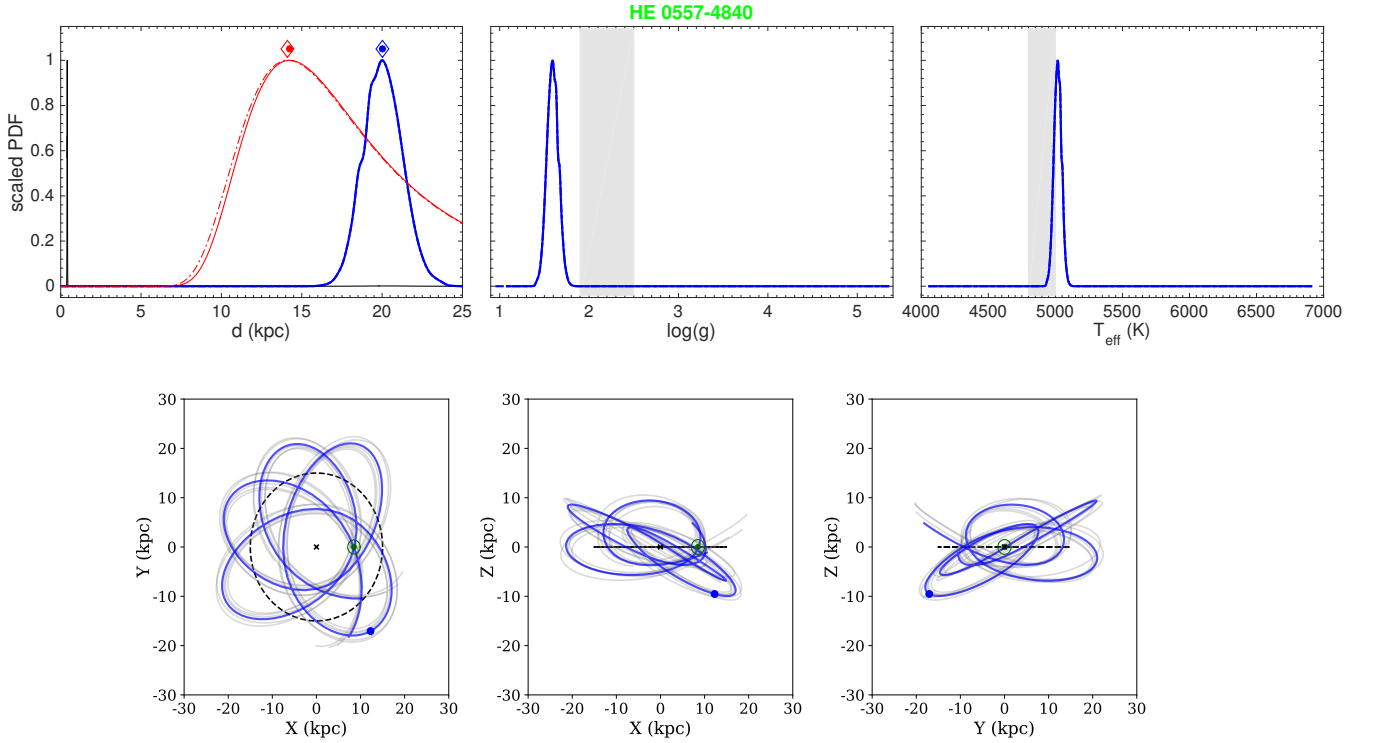 HE 0557-4840
scaled PDF
1
0.8
0.6
0.4
0.2
0
0 5 10 15 20 25
d (kpc)
1 2 3 4 5
log(g)
4000 4500 5000 5500 6000 6500 7000
T_eff (K)
Y (kpc)
30
20
10
0
-10
-20
-30
-30 -20 -10 0 10 20 30
X (kpc)
Z (kpc)
30
20
10
0
-10
-20
-30
-30 -20 -10 0 10 20 30
X (kpc)
Z (kpc)
30
20
10
0
-10
-20
-30
-30 -20 -10 0 10 20 30
Y (kpc)